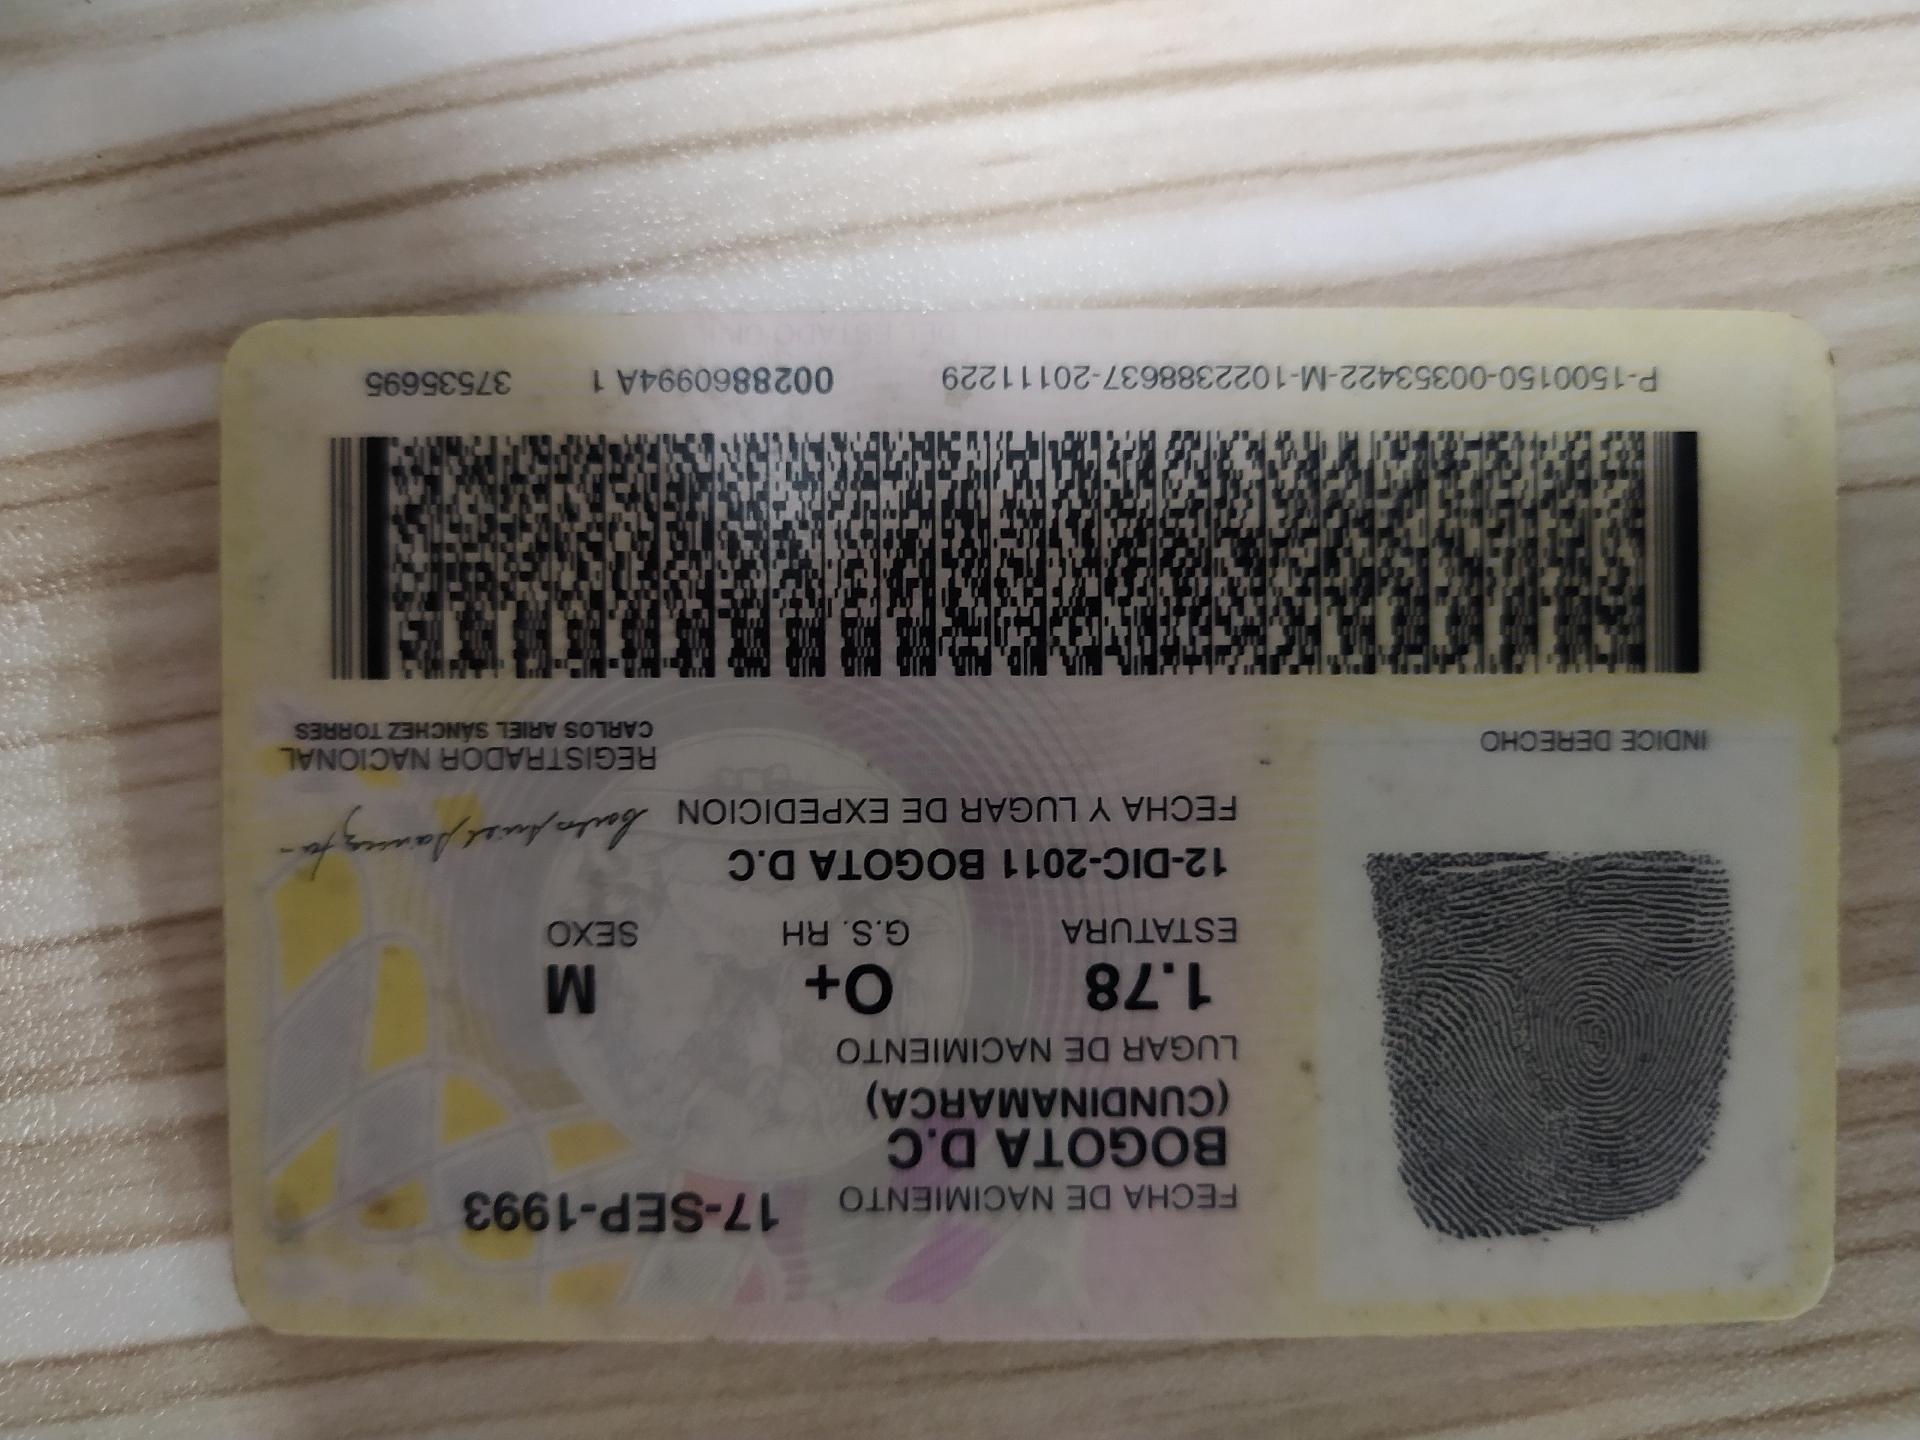 FECHA DE NACIMIENTO 17-SEP-1993
BOGOTA D.C
(CUNDINAMARCA)
LUGAR DE NACIMIENTO
1.78 O+ M
ESTATURA G.S. RH SEXO
12-DIC-2011 BOGOTA D.C
FECHA Y LUGAR DE EXPEDICION
REGISTRADOR NACIONAL
CARLOS ARIEL SÁNCHEZ TORRES
INDICE DERECHO
P-1500150-00353422-M-1022388637-20111229 0028860994A 1 37535695